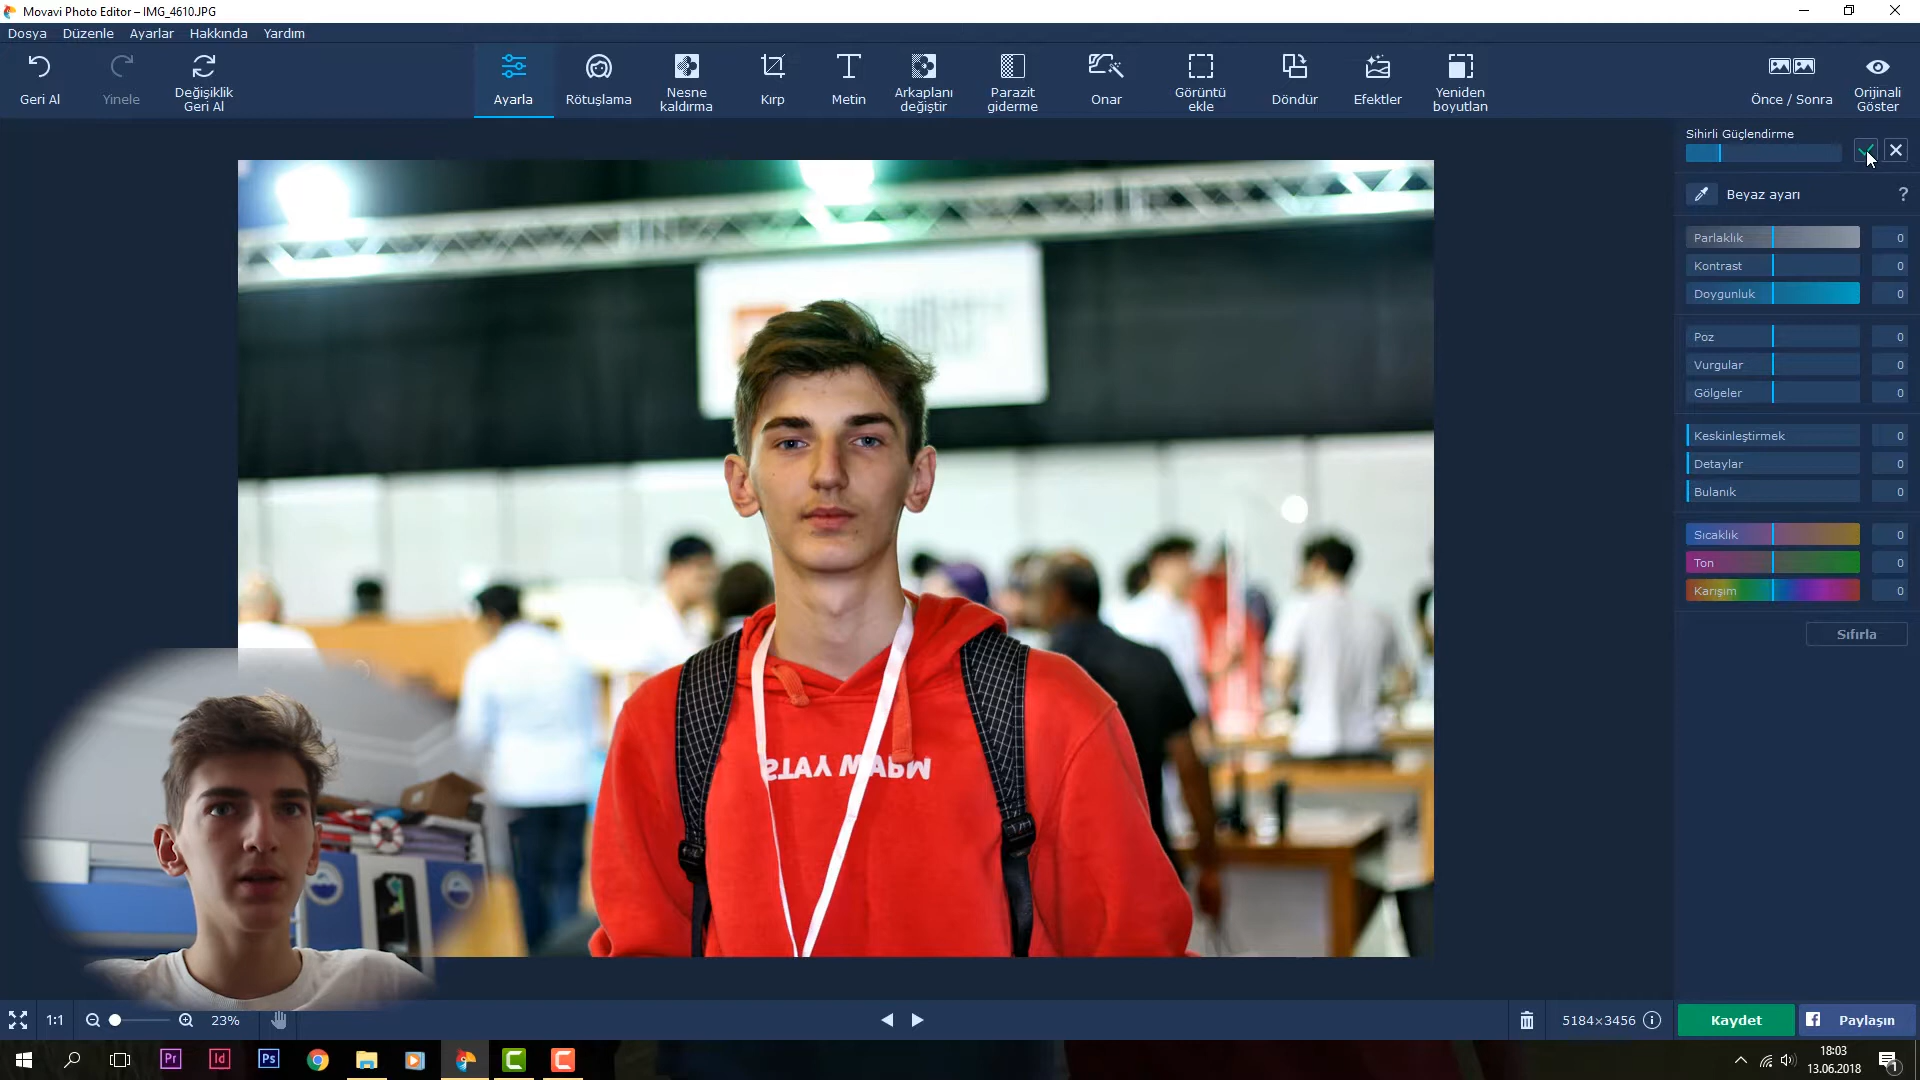 Movavi Photo Editor – IMG_4610.JPG
Dosya Düzenle Ayarlar Hakkında Yardım
Geri Al
Yinele
Değişiklik
Geri Al
Ayarla
Rötuşlama
Nesne
kaldırma
Kırp
Metin
Arkaplanı
değiştir
Parazit
giderme
Onar
Görüntü
ekle
Döndür
Efektler
Yeniden
boyutlan
Önce / Sonra
Orijinali
Göster
Sihirli Güçlendirme
Beyaz ayarı ?
Parlaklık 0
Kontrast 0
Doygunluk 0
Poz 0
Vurgular 0
Gölgeler 0
Keskinleştirmek 0
Detaylar 0
Bulanık 0
Sıcaklık 0
Ton 0
Karışım 0
Sıfırla
STAY WARM
1:1 23% 5184×3456 Kaydet Paylaşın
Pr Id Ps
18:03
13.06.2018
1